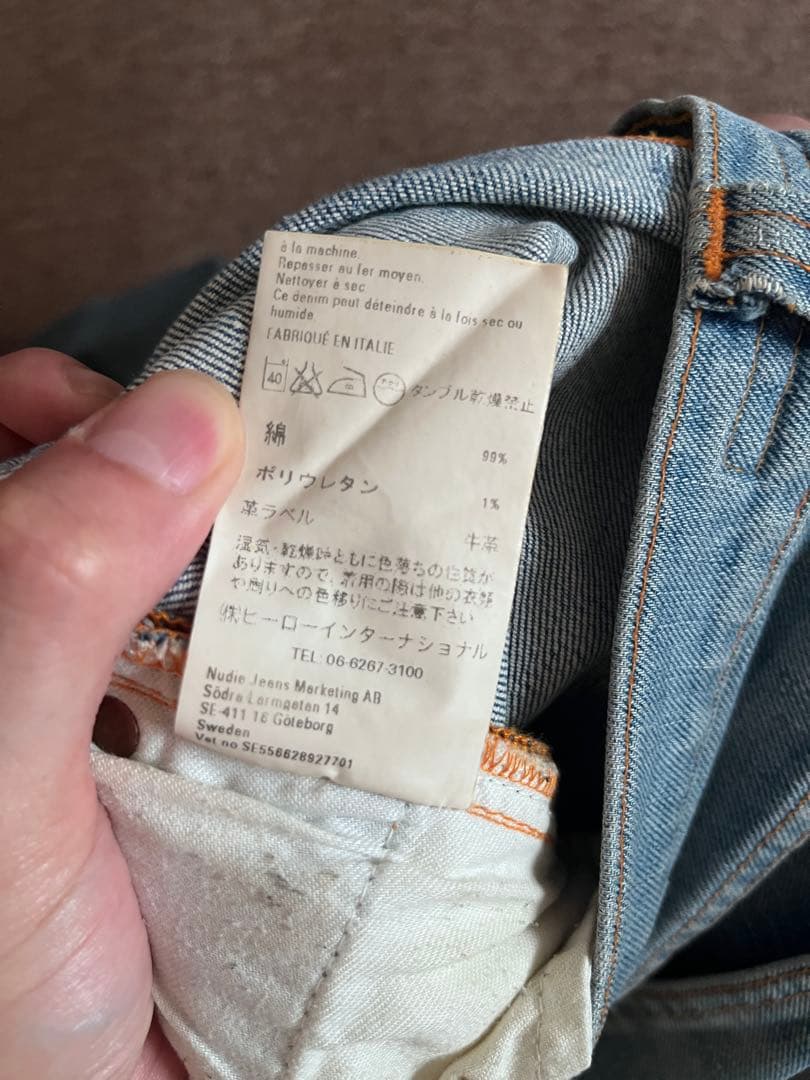 à la machine.
Repasser au fer moyen.
Nettoyer à sec
Ce denim peut déteindre à la fois sec ou
humide
FABRIQUÉ EN ITALIE
40 タンブル乾燥禁止
綿 99%
ポリウレタン 1%
革ラベル 牛革
湿気・乾燥時ともに色落ちの性質が
ありますので、着用の際は他の衣類
や周りへの色移りにご注意下さい
㈱ヒーローインターナショナル
TEL: 06-6267-3100
Nudie Jeans Marketing AB
Södra Larmgatan 14
SE-411 16 Göteborg
Sweden
Vat no SE556628927701